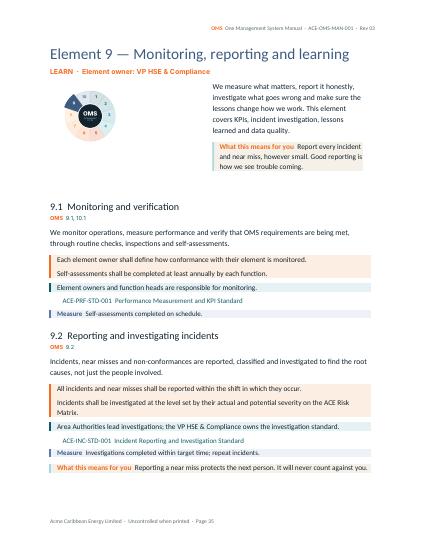 OMS One Management System Manual · ACE-OMS-MAN-001 · Rev 03
Element 9 — Monitoring, reporting and learning
LEARN · Element owner: VP HSE & Compliance
OMS
We measure what matters, report it honestly,
investigate what goes wrong and make sure the
lessons change how we work. This element
covers KPIs, incident investigation, lessons
learned and data quality.
What this means for you Report every incident
and near miss, however small. Good reporting is
how we see trouble coming.
9.1 Monitoring and verification
OMS 9.1, 10.1
We monitor operations, measure performance and verify that OMS requirements are being met,
through routine checks, inspections and self-assessments.
Each element owner shall define how conformance with their element is monitored.
Self-assessments shall be completed at least annually by each function.
Element owners and function heads are responsible for monitoring.
ACE-PRF-STD-001 Performance Measurement and KPI Standard
Measure Self-assessments completed on schedule.
9.2 Reporting and investigating incidents
OMS 9.2
Incidents, near misses and non-conformances are reported, classified and investigated to find the root
causes, not just the people involved.
All incidents and near misses shall be reported within the shift in which they occur.
Incidents shall be investigated at the level set by their actual and potential severity on the ACE Risk
Matrix.
Area Authorities lead investigations; the VP HSE & Compliance owns the investigation standard.
ACE-INC-STD-001 Incident Reporting and Investigation Standard
Measure Investigations completed within target time; repeat incidents.
What this means for you Reporting a near miss protects the next person. It will never count against you.
Acme Caribbean Energy Limited · Uncontrolled when printed · Page 35